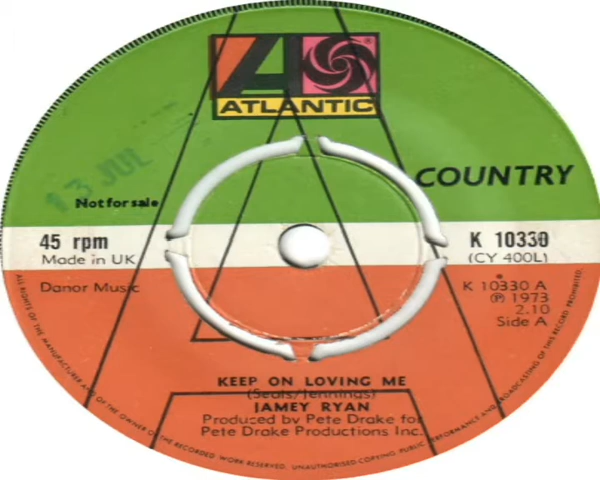 ATLANTIC
COUNTRY
13 JUL
Not for sale
45 rpm
Made in UK
K 10330
(CY 400L)
Danor Music
K 10330 A
℗ 1973
2.10
Side A
KEEP ON LOVING ME
(Seals/Jennings)
JAMEY RYAN
Produced by Pete Drake for
Pete Drake Productions Inc.
ALL RIGHTS OF THE MANUFACTURER AND OF THE OWNER OF THE RECORDED WORK RESERVED. UNAUTHORISED COPYING PUBLIC PERFORMANCE AND BROADCASTING OF THIS RECORD PROHIBITED.